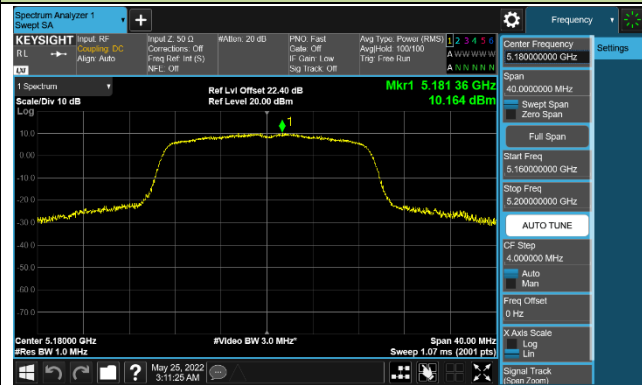 Spectrum Analyzer 1
Swept SA
Frequency
KEYSIGHT
RL
LXI
Input: RF
Coupling: DC
Align: Auto
Input Z: 50 Ω
Corrections: Off
Freq Ref: Int (S)
NFE: Off
#Atten: 20 dB
PNO: Fast
Gate: Off
IF Gain: Low
Sig Track: Off
Avg Type: Power (RMS)
Avg|Hold: 100/100
Trig: Free Run
1 2 3 4 5 6
A W W W W W
A N N N N N
1 Spectrum
Scale/Div 10 dB
Log
Ref Lvl Offset 22.40 dB
Ref Level 20.00 dBm
Mkr1 5.181 36 GHz
10.164 dBm
1
10.0
0.00
-10.0
-20.0
-30.0
-40.0
-50.0
-60.0
-70.0
Center 5.18000 GHz
#Res BW 1.0 MHz
#Video BW 3.0 MHz*
Span 40.00 MHz
Sweep 1.07 ms (2001 pts)
Center Frequency
5.180000000 GHz
Settings
Span
40.0000000 MHz
Swept Span
Zero Span
Full Span
Start Freq
5.160000000 GHz
Stop Freq
5.200000000 GHz
AUTO TUNE
CF Step
4.000000 MHz
Auto
Man
Freq Offset
0 Hz
X Axis Scale
Log
Lin
Signal Track
(Span Zoom)
?
May 25, 2022
3:11:25 AM